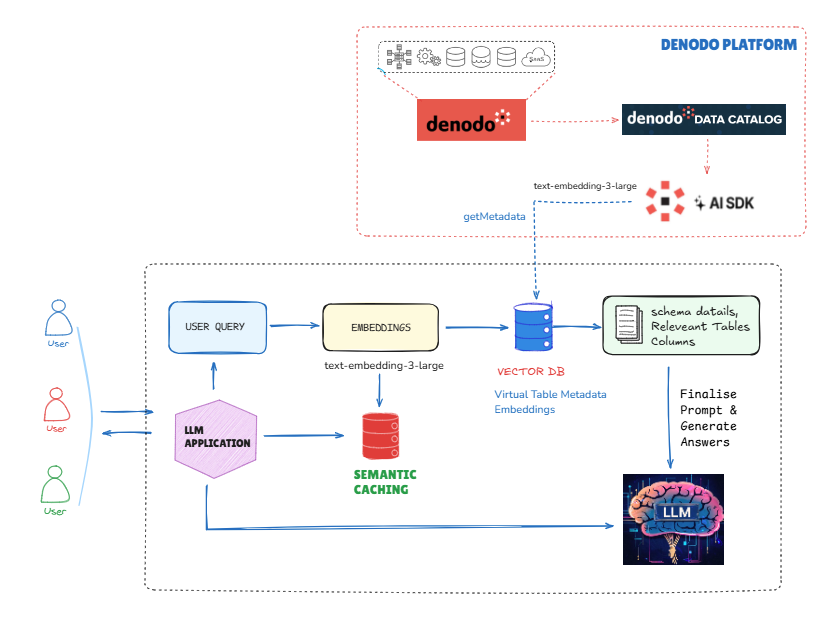 DENODO PLATFORM
SaaS
denodo
denodo DATA CATALOG
text-embedding-3-large
AI SDK
getMetadata
User
USER QUERY
EMBEDDINGS
schema datails,
Releveant Tables
Columns
text-embedding-3-large
VECTOR DB
Virtual Table Metadata
Embeddings
Finalise
Prompt &
Generate
Answers
User
LLM
APPLICATION
SEMANTIC
CACHING
User
LLM